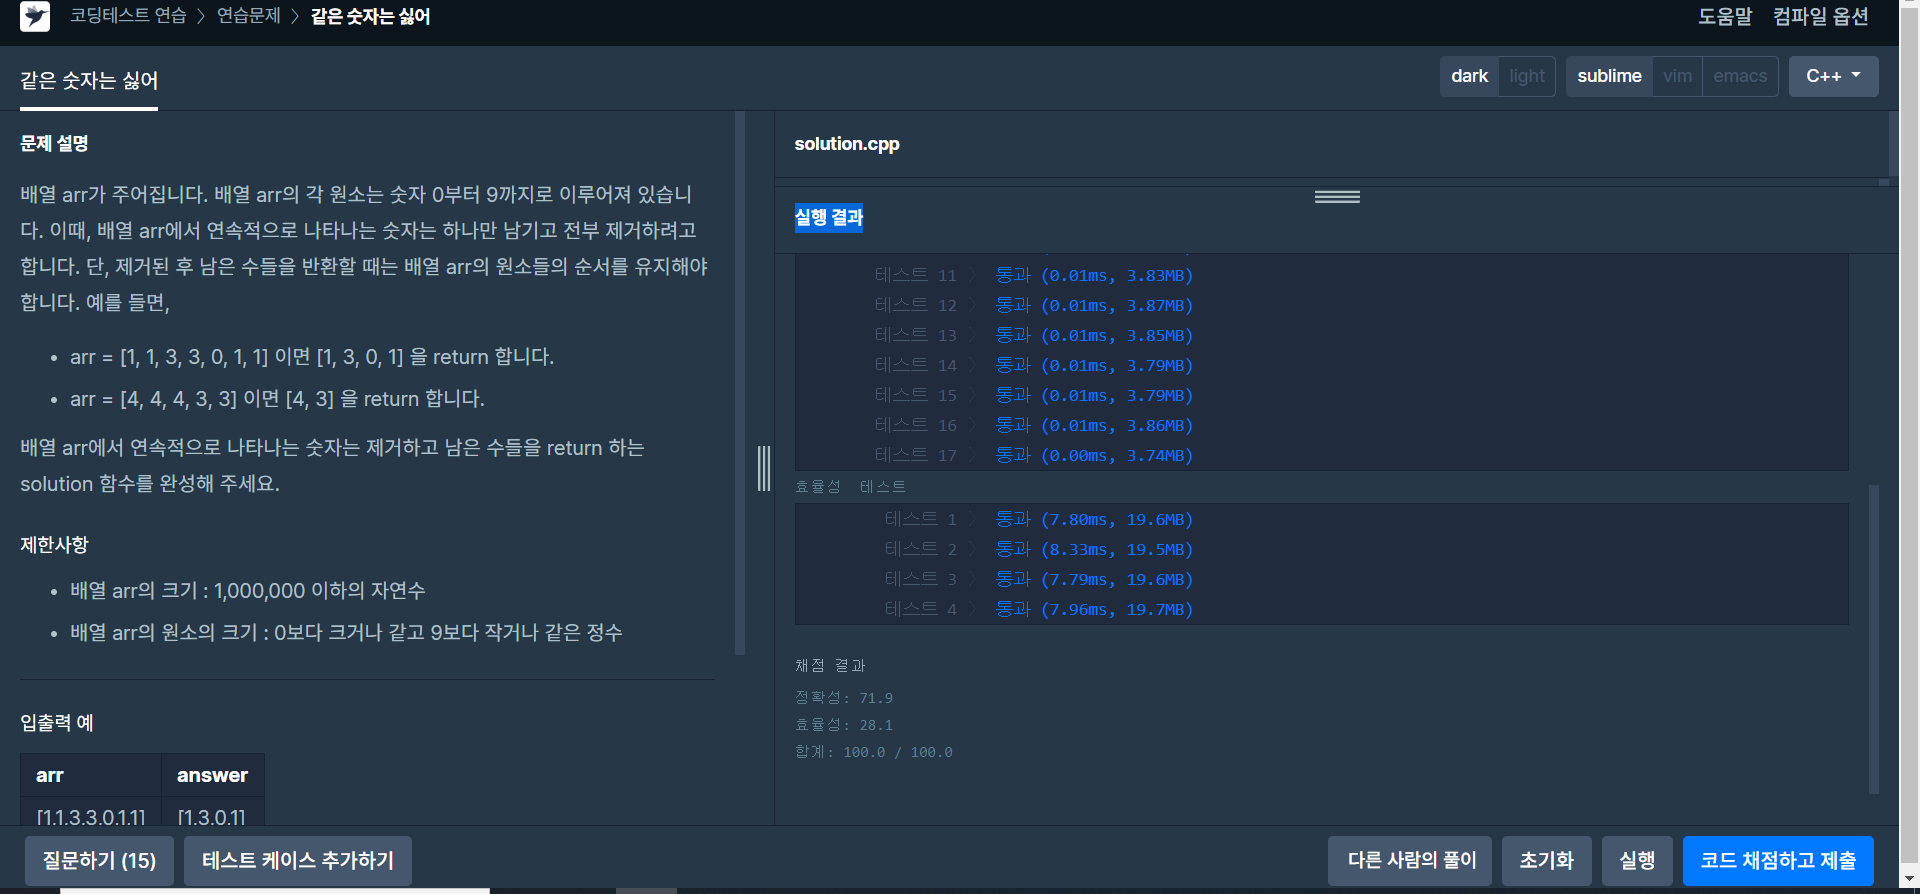 코딩테스트 연습 〉 연습문제 〉 같은 숫자는 싫어
도움말 컴파일 옵션
같은 숫자는 싫어
dark light sublime vim emacs C++
문제 설명
배열 arr가 주어집니다. 배열 arr의 각 원소는 숫자 0부터 9까지로 이루어져 있습니
다. 이때, 배열 arr에서 연속적으로 나타나는 숫자는 하나만 남기고 전부 제거하려고
합니다. 단, 제거된 후 남은 수들을 반환할 때는 배열 arr의 원소들의 순서를 유지해야
합니다. 예를 들면,
• arr = [1, 1, 3, 3, 0, 1, 1] 이면 [1, 3, 0, 1] 을 return 합니다.
• arr = [4, 4, 4, 3, 3] 이면 [4, 3] 을 return 합니다.
배열 arr에서 연속적으로 나타나는 숫자는 제거하고 남은 수들을 return 하는
solution 함수를 완성해 주세요.
제한사항
• 배열 arr의 크기 : 1,000,000 이하의 자연수
• 배열 arr의 원소의 크기 : 0보다 크거나 같고 9보다 작거나 같은 정수
입출력 예
arr answer
[1,1,3,3,0,1,1] [1,3,0,1]
solution.cpp
실행 결과
테스트 11 〉 통과 (0.01ms, 3.83MB)
테스트 12 〉 통과 (0.01ms, 3.87MB)
테스트 13 〉 통과 (0.01ms, 3.85MB)
테스트 14 〉 통과 (0.01ms, 3.79MB)
테스트 15 〉 통과 (0.01ms, 3.79MB)
테스트 16 〉 통과 (0.01ms, 3.86MB)
테스트 17 〉 통과 (0.00ms, 3.74MB)
효율성 테스트
테스트 1 〉 통과 (7.80ms, 19.6MB)
테스트 2 〉 통과 (8.33ms, 19.5MB)
테스트 3 〉 통과 (7.79ms, 19.6MB)
테스트 4 〉 통과 (7.96ms, 19.7MB)
채점 결과
정확성: 71.9
효율성: 28.1
합계: 100.0 / 100.0
질문하기 (15) 테스트 케이스 추가하기 다른 사람의 풀이 초기화 실행 코드 채점하고 제출